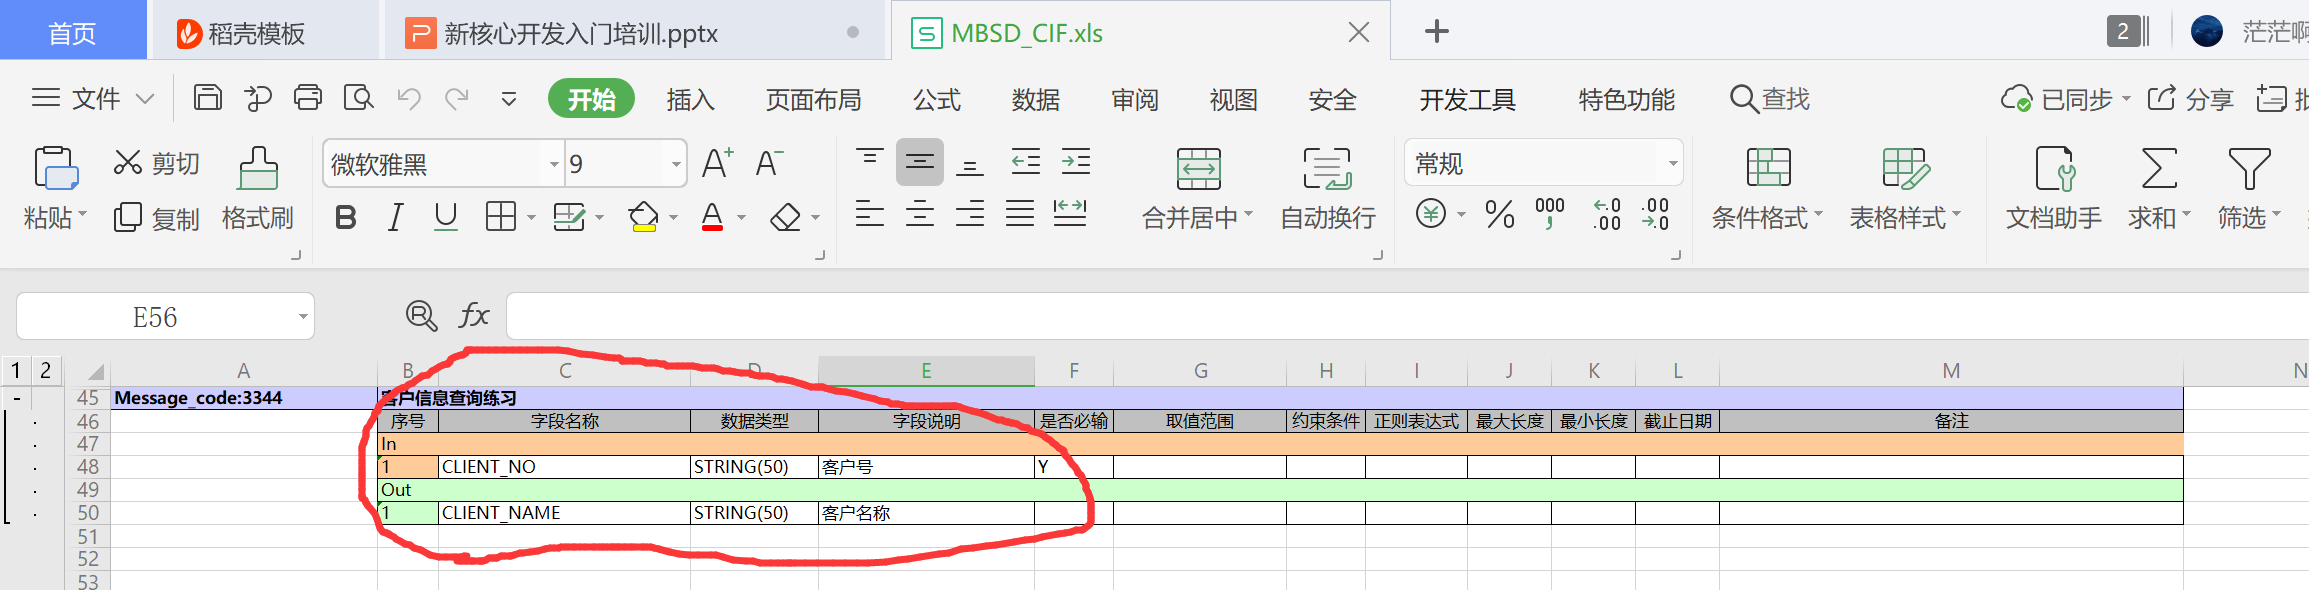 首页 稻壳模板 新核心开发入门培训.pptx MBSD_CIF.xls 2
文件 开始 插入 页面布局 公式 数据 审阅 视图 安全 开发工具 特色功能 查找 已同步 分享
剪切 微软雅黑 9 A+ A- 常规
粘贴 复制 格式刷 B I U A 合并居中 自动换行 ¥ % 000 .0 .00 .00 .0 条件格式 表格样式 文档助手 求和 筛选
E56 fx
1 2 A B C D E F G H I J K L M N
45 Message_code:3344 客户信息查询练习
46 序号 字段名称 数据类型 字段说明 是否必输 取值范围 约束条件 正则表达式 最大长度 最小长度 截止日期 备注
47 In
48 1 CLIENT_NO STRING(50) 客户号 Y
49 Out
50 1 CLIENT_NAME STRING(50) 客户名称
51
52
53